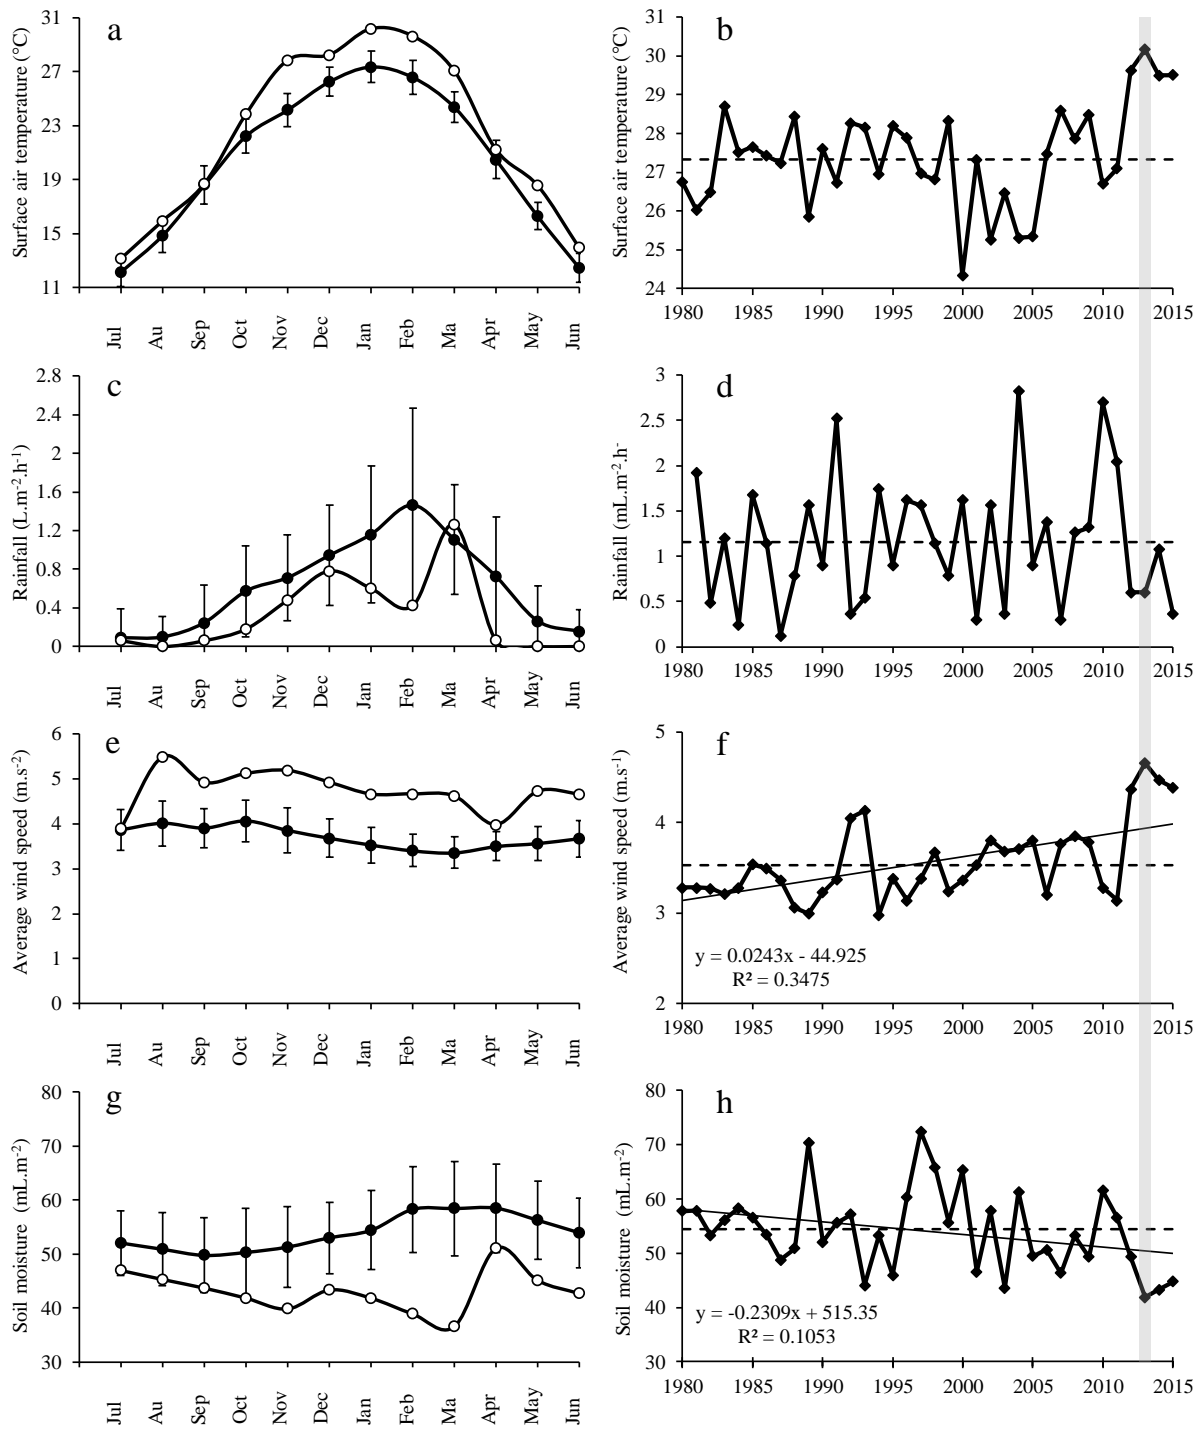 a
Surface air temperature (°C)
31
27
23
19
15
11
Jul
Au
Sep
Oct
Nov
Dec
Jan
Feb
Ma
Apr
May
Jun
b
Surface air temperature (°C)
31
30
29
28
27
26
25
24
1980
1985
1990
1995
2000
2005
2010
2015
c
Rainfall (L.m⁻².h⁻¹)
2.8
2.4
2
1.6
1.2
0.8
0.4
0
Jul
Au
Sep
Oct
Nov
Dec
Jan
Feb
Ma
Apr
May
Jun
d
Rainfall (mL.m⁻².h⁻
3
2.5
2
1.5
1
0.5
0
1980
1985
1990
1995
2000
2005
2010
2015
e
Average wind speed (m.s⁻²)
6
5
4
3
2
1
0
Jul
Au
Sep
Oct
Nov
Dec
Jan
Feb
Ma
Apr
May
Jun
f
Average wind speed (m.s⁻¹)
5
4
3
2
y = 0.0243x - 44.925
R² = 0.3475
1980
1985
1990
1995
2000
2005
2010
2015
g
Soil moisture (mL.m⁻²)
80
70
60
50
40
30
Jul
Au
Sep
Oct
Nov
Dec
Jan
Feb
Ma
Apr
May
Jun
h
Soil moisture (mL.m⁻²)
80
70
60
50
40
30
y = -0.2309x + 515.35
R² = 0.1053
1980
1985
1990
1995
2000
2005
2010
2015